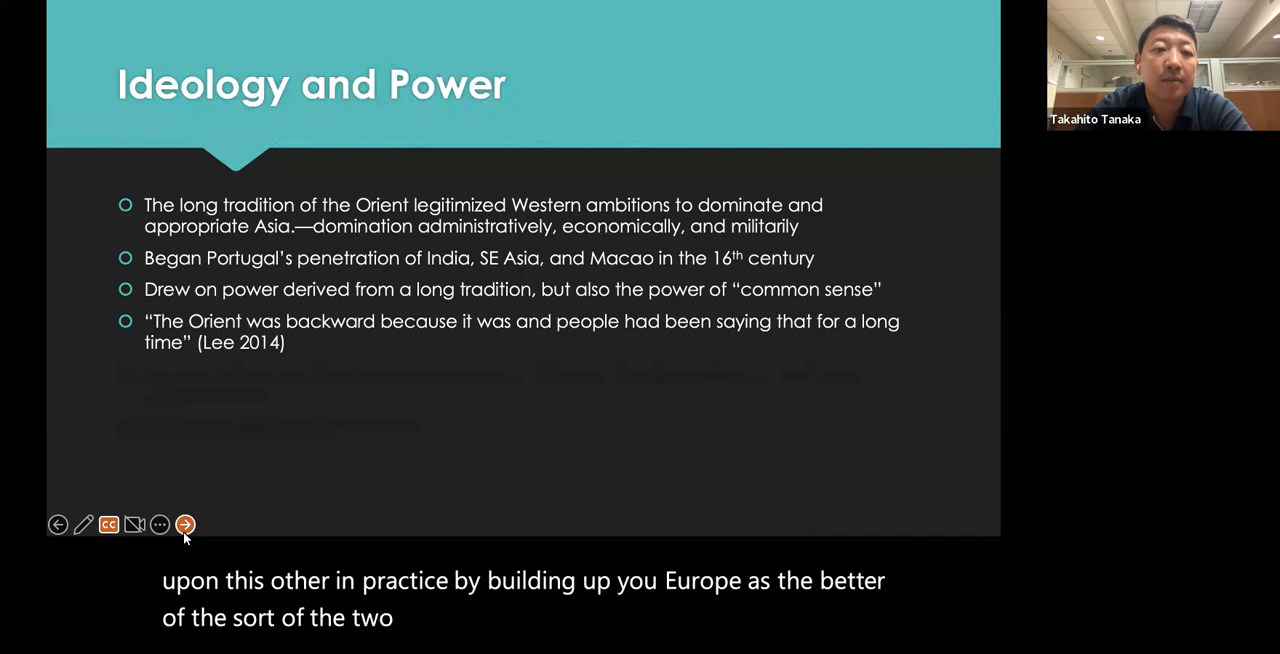 Ideology and Power
The long tradition of the Orient legitimized Western ambitions to dominate and
appropriate Asia.—domination administratively, economically, and militarily
Began Portugal's penetration of India, SE Asia, and Macao in the 16th century
Drew on power derived from a long tradition, but also the power of “common sense”
“The Orient was backward because it was and people had been saying that for a long
time” (Lee 2014)
CC
upon this other in practice by building up you Europe as the better
of the sort of the two
Takahito Tanaka